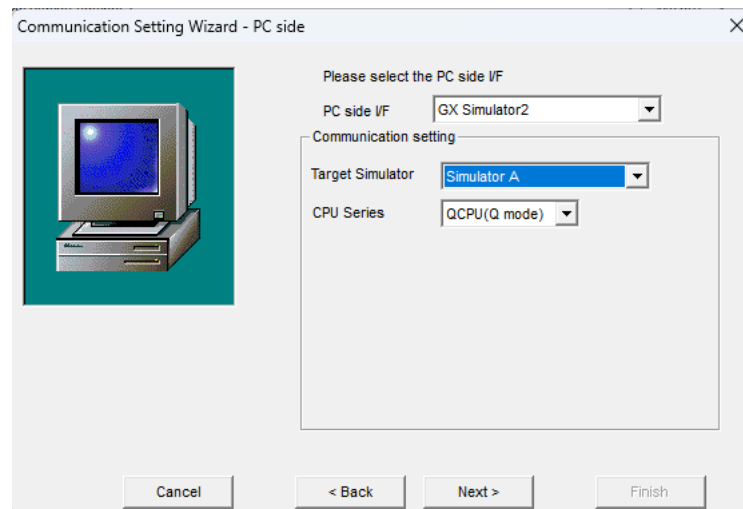 Communication Setting Wizard - PC side
Please select the PC side I/F
PC side I/F
GX Simulator2
Communication setting
Target Simulator
Simulator A
CPU Series
QCPU(Q mode)
Cancel
< Back
Next >
Finish